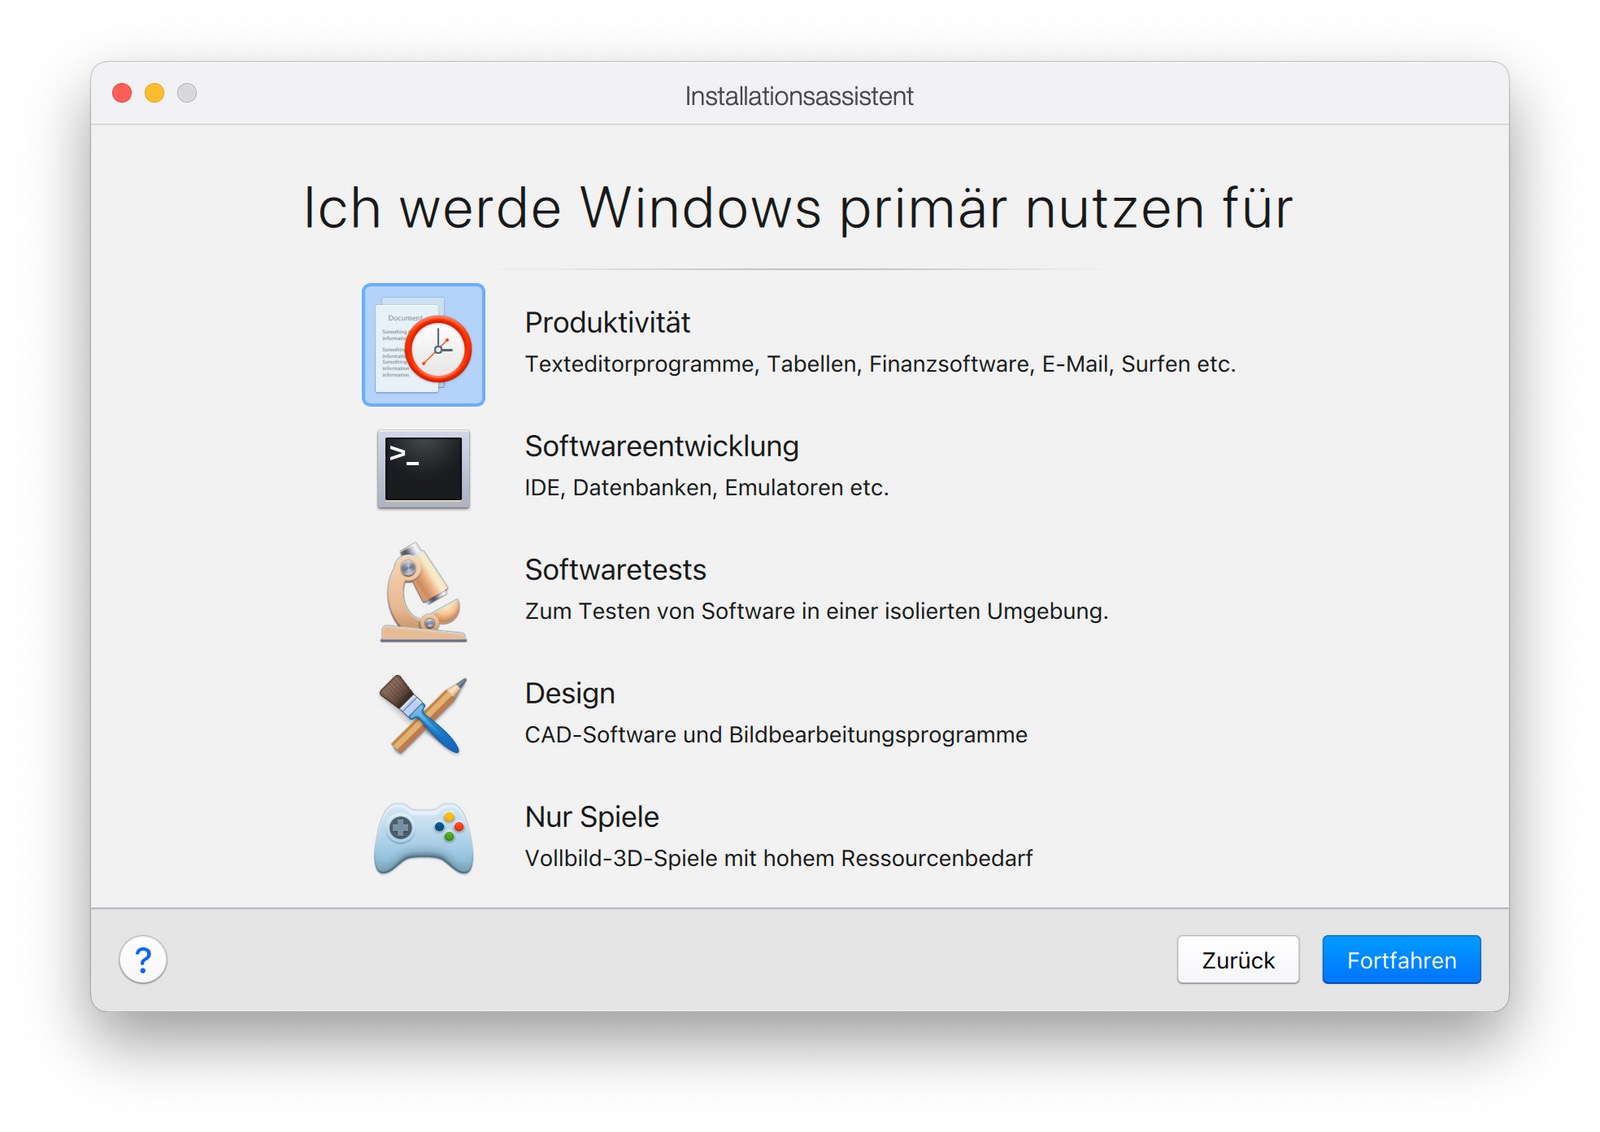 Installationsassistent
Ich werde Windows primär nutzen für
Document
Produktivität
Texteditorprogramme, Tabellen, Finanzsoftware, E-Mail, Surfen etc.
>_
Softwareentwicklung
IDE, Datenbanken, Emulatoren etc.
Softwaretests
Zum Testen von Software in einer isolierten Umgebung.
Design
CAD-Software und Bildbearbeitungsprogramme
Nur Spiele
Vollbild-3D-Spiele mit hohem Ressourcenbedarf
?
Zurück
Fortfahren